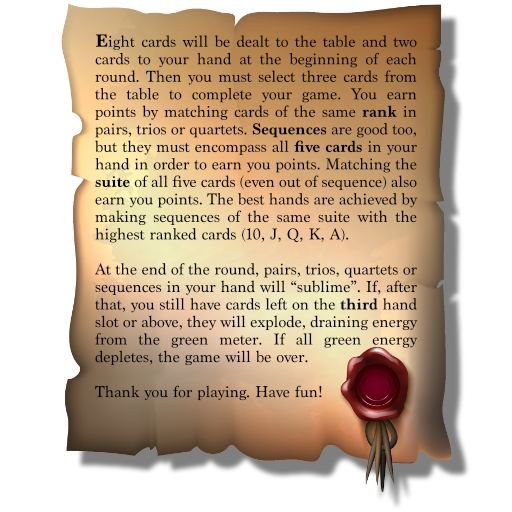 Eight cards will be dealt to the table and two
cards to your hand at the beginning of each
round. Then you must select three cards from
the table to complete your game. You earn
points by matching cards of the same rank in
pairs, trios or quartets. Sequences are good too,
but they must encompass all five cards in your
hand in order to earn you points. Matching the
suite of all five cards (even out of sequence) also
earn you points. The best hands are achieved by
making sequences of the same suite with the
highest ranked cards (10, J, Q, K, A).
At the end of the round, pairs, trios, quartets or
sequences in your hand will “sublime”. If, after
that, you still have cards left on the third hand
slot or above, they will explode, draining energy
from the green meter. If all green energy
depletes, the game will be over.
Thank you for playing. Have fun!